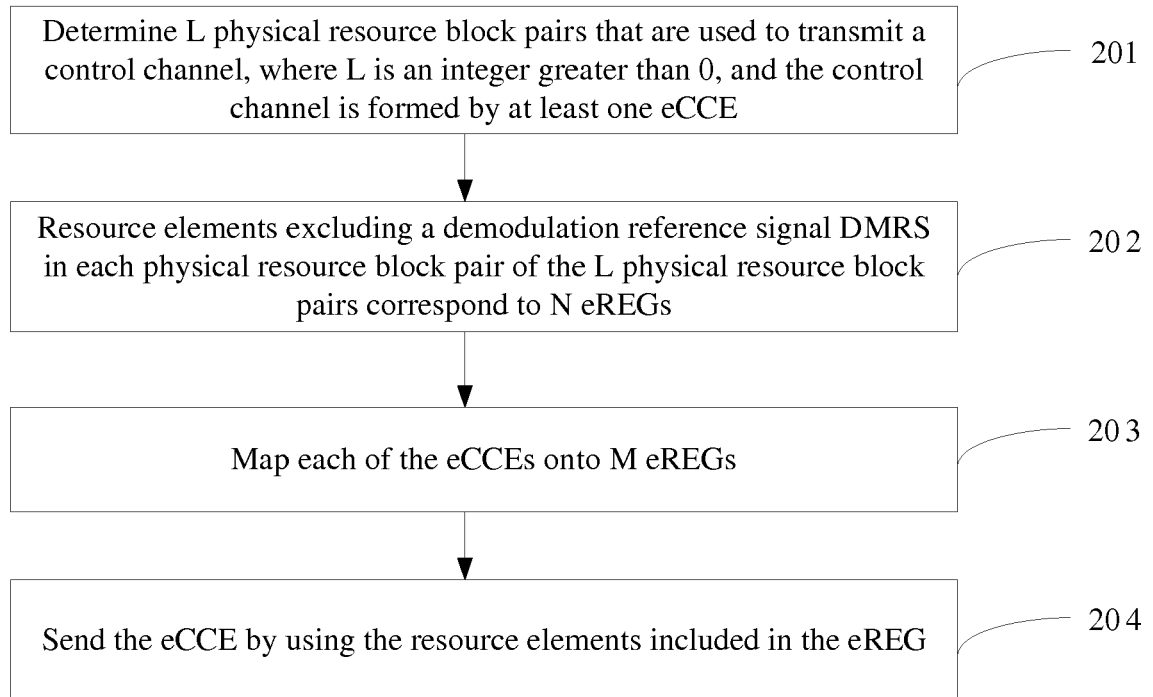 Determine L physical resource block pairs that are used to transmit a
control channel, where L is an integer greater than 0, and the control
channel is formed by at least one eCCE
201
Resource elements excluding a demodulation reference signal DMRS
in each physical resource block pair of the L physical resource block
pairs correspond to N eREGs
202
Map each of the eCCEs onto M eREGs
203
Send the eCCE by using the resource elements included in the eREG
204